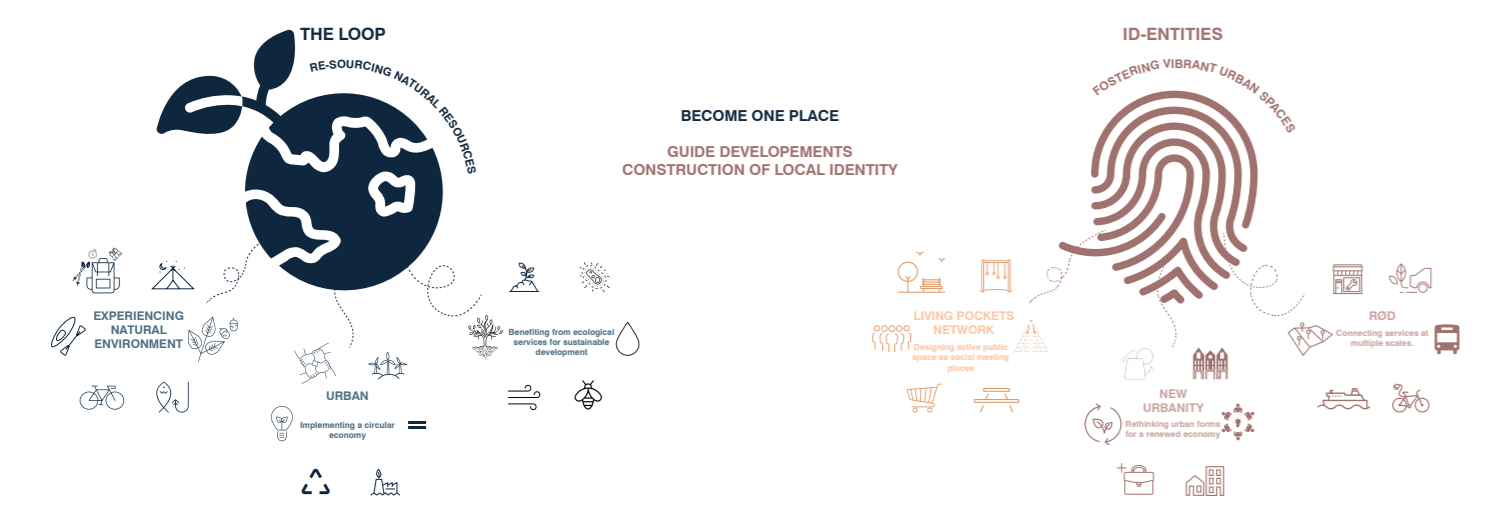 THE LOOP
RE-SOURCING NATURAL RESOURCES
EXPERIENCING
NATURAL
ENVIRONMENT
URBAN
Implementing a circular
economy
Benefiting from ecological
services for sustainable
development
BECOME ONE PLACE
GUIDE DEVELOPEMENTS
CONSTRUCTION OF LOCAL IDENTITY
ID-ENTITIES
FOSTERING VIBRANT URBAN SPACES
LIVING POCKETS
NETWORK
Designing active public
space as social meeting
places
NEW
URBANITY
Rethinking urban forms
for a renewed economy
RØD
Connecting services at
multiple scales.